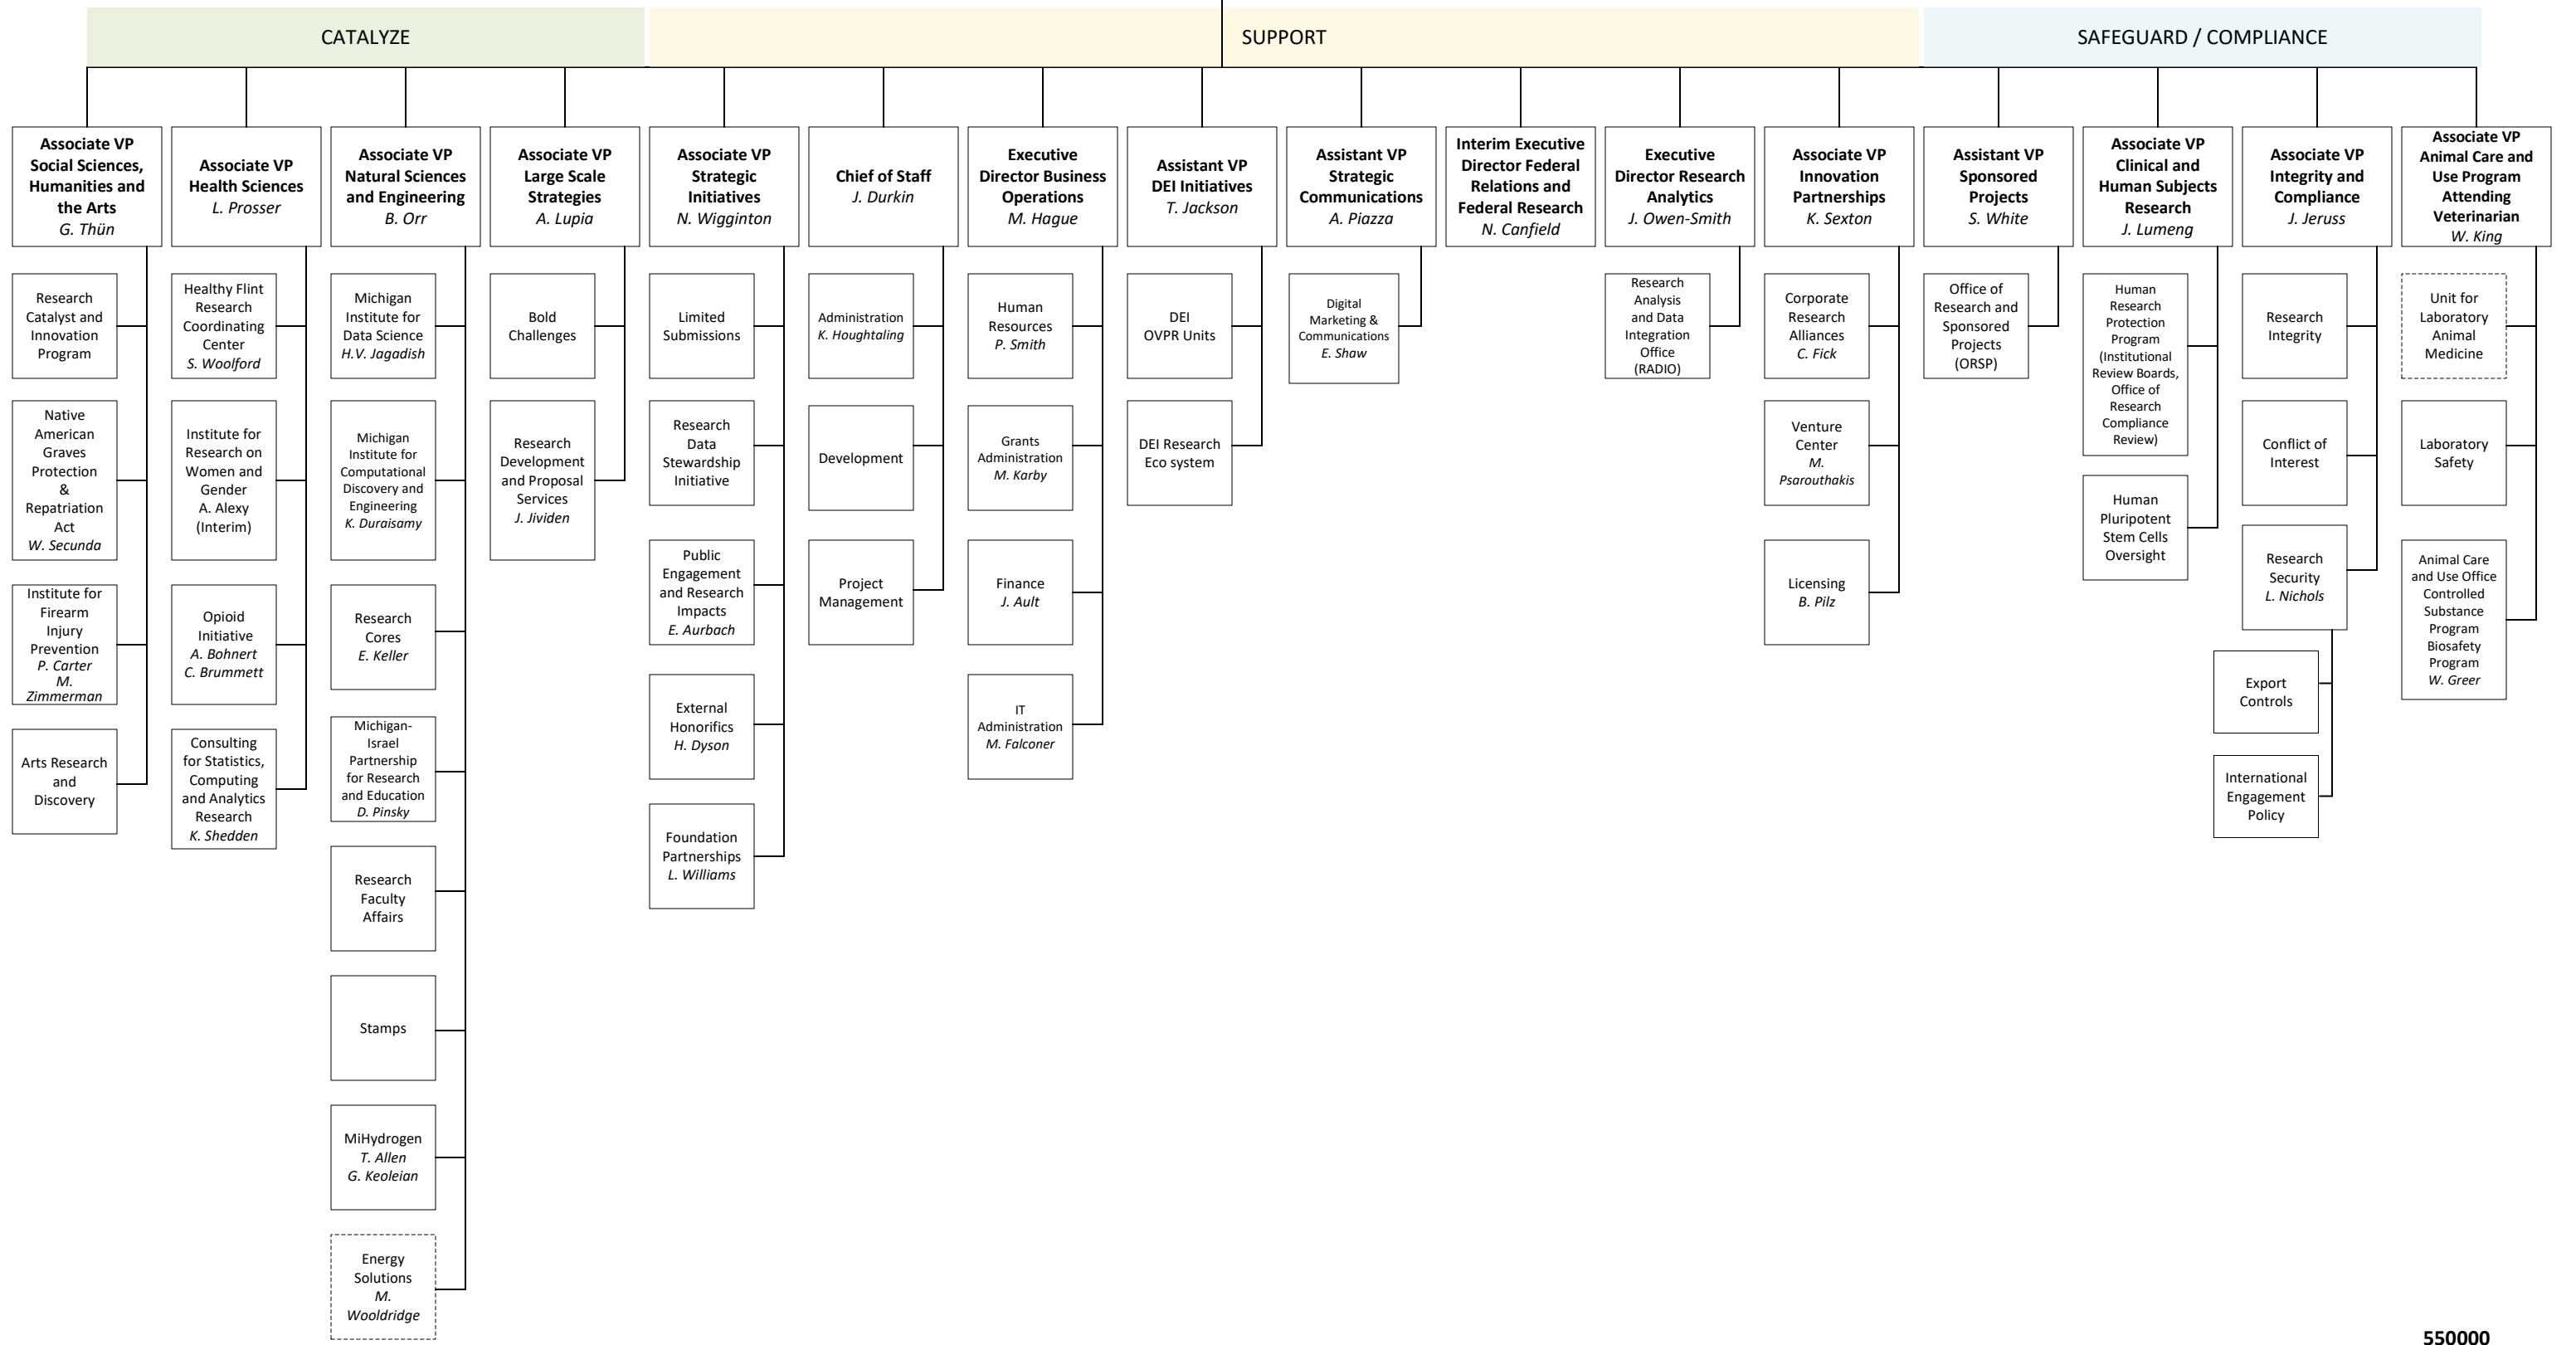 CATALYZE
SUPPORT
SAFEGUARD / COMPLIANCE
Associate VP
Social Sciences,
Humanities and
the Arts
G. Thün
Research
Catalyst and
Innovation
Program
Native
American
Graves
Protection
&
Repatriation
Act
W. Secunda
Institute for
Firearm
Injury
Prevention
P. Carter
M.
Zimmerman
Arts Research
and
Discovery
Associate VP
Health Sciences
L. Prosser
Healthy Flint
Research
Coordinating
Center
S. Woolford
Institute for
Research on
Women and
Gender
A. Alexy
(Interim)
Opioid
Initiative
A. Bohnert
C. Brummett
Consulting
for Statistics,
Computing
and Analytics
Research
K. Shedden
Associate VP
Natural Sciences
and Engineering
B. Orr
Michigan
Institute for
Data Science
H.V. Jagadish
Michigan
Institute for
Computational
Discovery and
Engineering
K. Duraisamy
Research
Cores
E. Keller
Michigan-
Israel
Partnership
for Research
and Education
D. Pinsky
Research
Faculty
Affairs
Stamps
MiHydrogen
T. Allen
G. Keoleian
Energy
Solutions
M.
Wooldridge
Associate VP
Large Scale
Strategies
A. Lupia
Bold
Challenges
Research
Development
and Proposal
Services
J. Jividen
Associate VP
Strategic
Initiatives
N. Wigginton
Limited
Submissions
Research
Data
Stewardship
Initiative
Public
Engagement
and Research
Impacts
E. Aurbach
External
Honorifics
H. Dyson
Foundation
Partnerships
L. Williams
Chief of Staff
J. Durkin
Administration
K. Houghtaling
Development
Project
Management
Executive
Director Business
Operations
M. Hague
Human
Resources
P. Smith
Grants
Administration
M. Karby
Finance
J. Ault
IT
Administration
M. Falconer
Assistant VP
DEI Initiatives
T. Jackson
DEI
OVPR Units
DEI Research
Eco system
Assistant VP
Strategic
Communications
A. Piazza
Digital
Marketing &
Communications
E. Shaw
Interim Executive
Director Federal
Relations and
Federal Research
N. Canfield
Executive
Director Research
Analytics
J. Owen-Smith
Research
Analysis
and Data
Integration
Office
(RADIO)
Associate VP
Innovation
Partnerships
K. Sexton
Corporate
Research
Alliances
C. Fick
Venture
Center
M.
Psarouthakis
Licensing
B. Pilz
Assistant VP
Sponsored
Projects
S. White
Office of
Research and
Sponsored
Projects
(ORSP)
Associate VP
Clinical and
Human Subjects
Research
J. Lumeng
Human
Research
Protection
Program
(Institutional
Review Boards,
Office of
Research
Compliance
Review)
Human
Pluripotent
Stem Cells
Oversight
Associate VP
Integrity and
Compliance
J. Jeruss
Research
Integrity
Conflict of
Interest
Research
Security
L. Nichols
Export
Controls
International
Engagement
Policy
Associate VP
Animal Care and
Use Program
Attending
Veterinarian
W. King
Unit for
Laboratory
Animal
Medicine
Laboratory
Safety
Animal Care
and Use Office
Controlled
Substance
Program
Biosafety
Program
W. Greer
550000